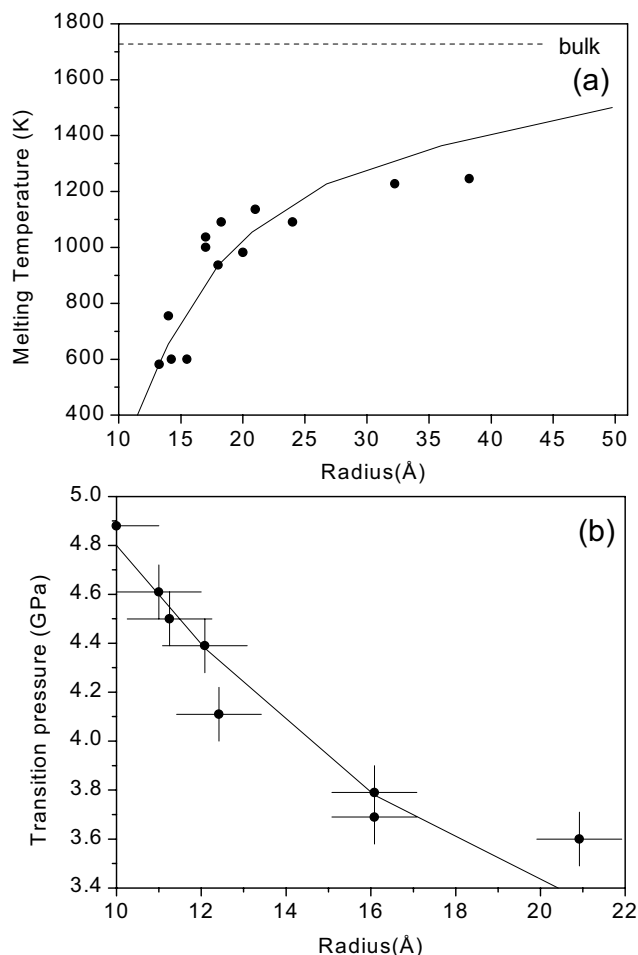 1800
bulk
(a)
1600
1400
1200
1000
800
600
400
Melting Temperature (K)
10 15 20 25 30 35 40 45 50
Radius(Å)
5.0
(b)
4.8
4.6
4.4
4.2
4.0
3.8
3.6
3.4
Transition pressure (GPa)
10 12 14 16 18 20 22
Radius(Å)